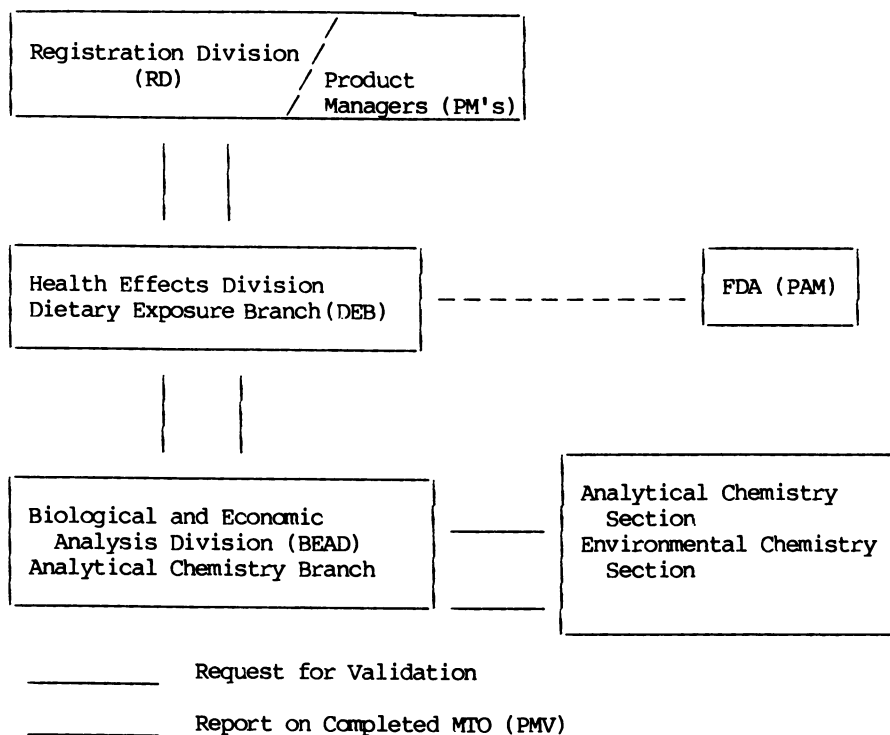 Registration Division
(RD)
Product
Managers (PM's)
Health Effects Division
Dietary Exposure Branch (DEB)
FDA (PAM)
Biological and Economic
Analysis Division (BEAD)
Analytical Chemistry Branch
Analytical Chemistry
Section
Environmental Chemistry
Section
Request for Validation
Report on Completed MTO (PMV)